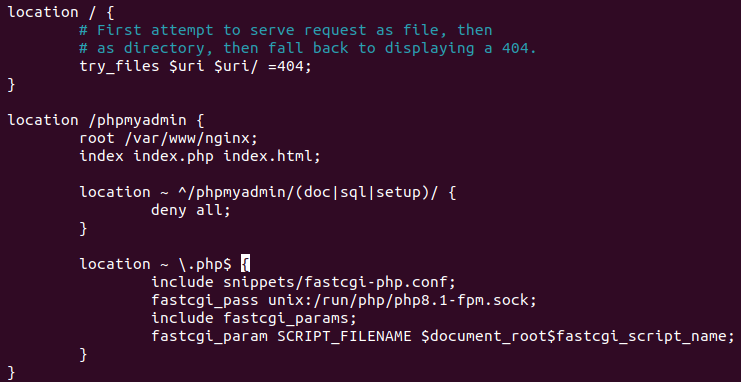 location / {
        # First attempt to serve request as file, then
        # as directory, then fall back to displaying a 404.
        try_files $uri $uri/ =404;
}

location /phpmyadmin {
        root /var/www/nginx;
        index index.php index.html;

        location ~ ^/phpmyadmin/(doc|sql|setup)/ {
                deny all;
        }

        location ~ \.php$ {
                include snippets/fastcgi-php.conf;
                fastcgi_pass unix:/run/php/php8.1-fpm.sock;
                include fastcgi_params;
                fastcgi_param SCRIPT_FILENAME $document_root$fastcgi_script_name;
        }
}